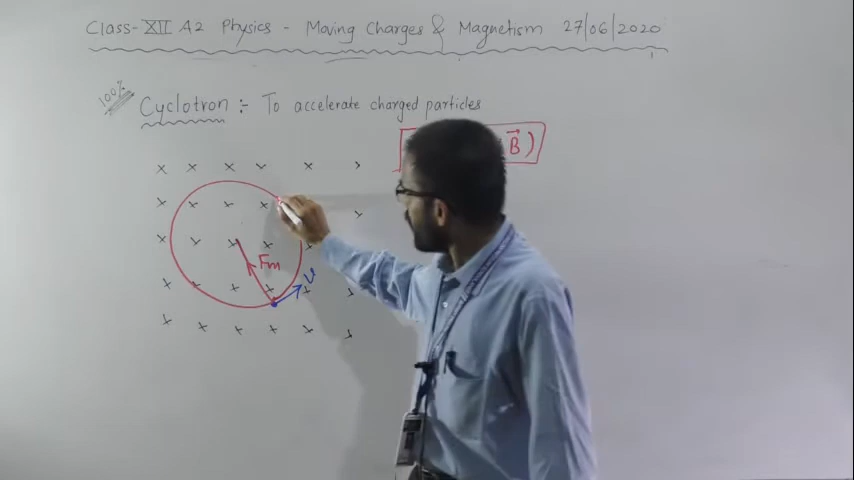 Class-XII A2 Physics - Moving Charges & Magnetism 27/06/2020
100%
Cyclotron :- To accelerate charged particles
B )
Fm
v